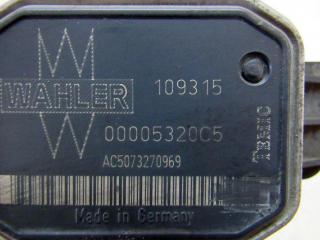 WAHLER
109315
00005320C5
AC5073270969
TEMIC
Made in Germany